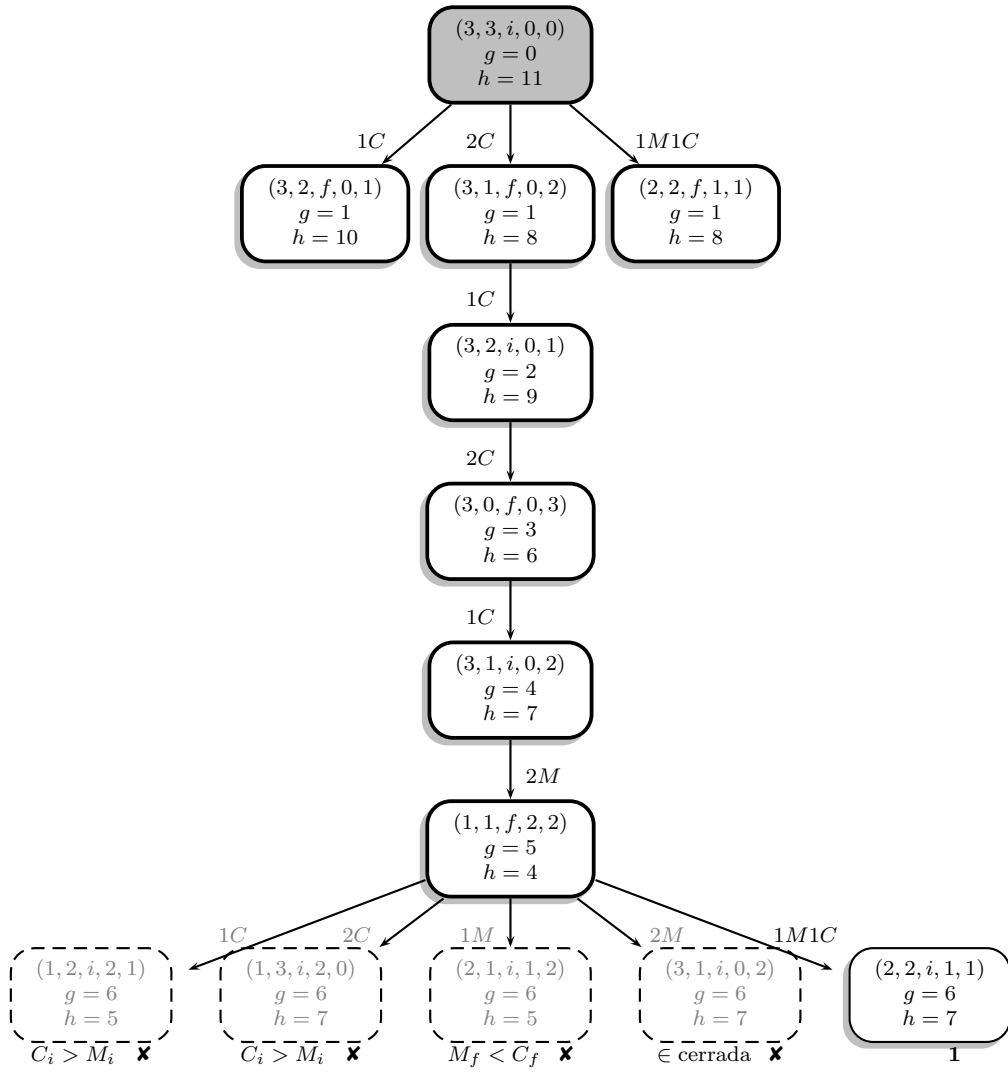 (3, 3, i, 0, 0)
g = 0
h = 11
1C
2C
1M1C
(3, 2, f, 0, 1)
g = 1
h = 10
(3, 1, f, 0, 2)
g = 1
h = 8
(2, 2, f, 1, 1)
g = 1
h = 8
1C
(3, 2, i, 0, 1)
g = 2
h = 9
2C
(3, 0, f, 0, 3)
g = 3
h = 6
1C
(3, 1, i, 0, 2)
g = 4
h = 7
2M
(1, 1, f, 2, 2)
g = 5
h = 4
1C
2C
1M
2M
1M1C
(1, 2, i, 2, 1)
g = 6
h = 5
C_i > M_i ✘
(1, 3, i, 2, 0)
g = 6
h = 7
C_i > M_i ✘
(2, 1, i, 1, 2)
g = 6
h = 5
M_f < C_f ✘
(3, 1, i, 0, 2)
g = 6
h = 7
∈ cerrada ✘
(2, 2, i, 1, 1)
g = 6
h = 7
1